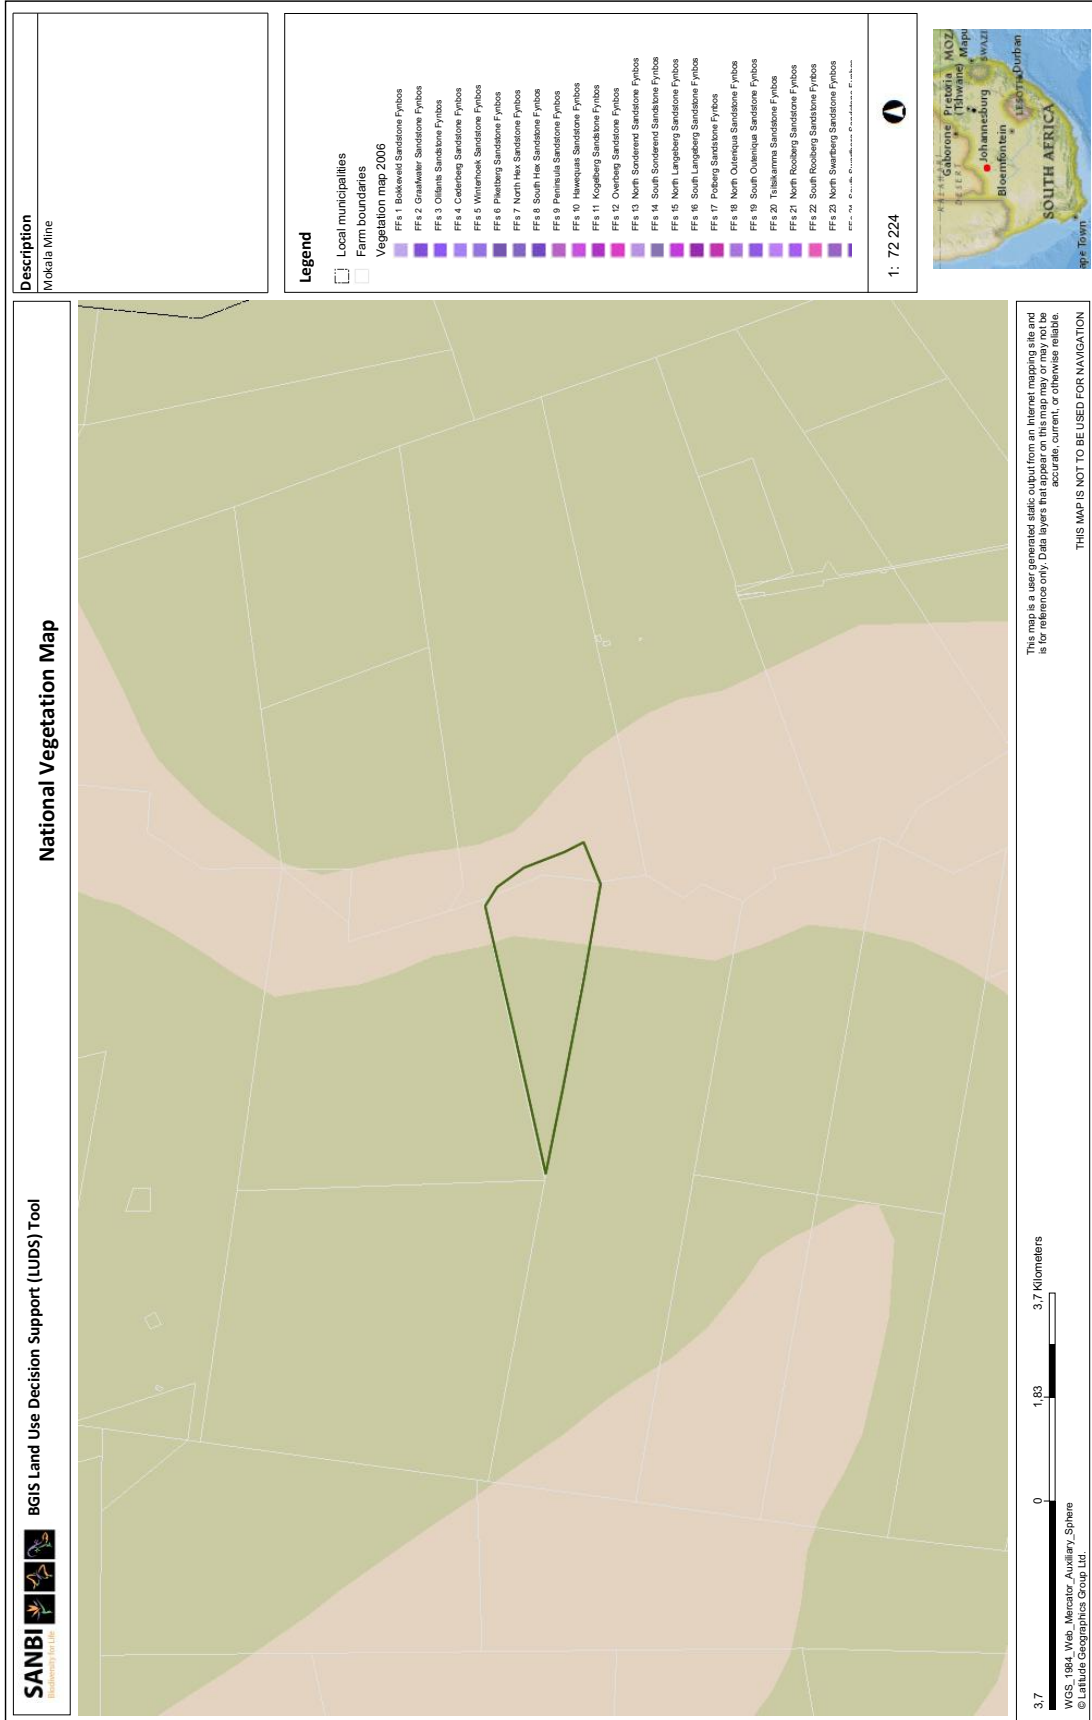 SANBI
Biodiversity for Life
BGIS Land Use Decision Support (LUDS) Tool
National Vegetation Map
Description
Mokala Mine
Legend
Local municipalities
Farm boundaries
Vegetation map 2006
FFs 1 Bokkeveld Sandstone Fynbos
FFs 2 Graafwater Sandstone Fynbos
FFs 3 Olifants Sandstone Fynbos
FFs 4 Cederberg Sandstone Fynbos
FFs 5 Winterhoek Sandstone Fynbos
FFs 6 Piketberg Sandstone Fynbos
FFs 7 North Hex Sandstone Fynbos
FFs 8 South Hex Sandstone Fynbos
FFs 9 Peninsula Sandstone Fynbos
FFs 10 Hawequas Sandstone Fynbos
FFs 11 Kogelberg Sandstone Fynbos
FFs 12 Overberg Sandstone Fynbos
FFs 13 North Sonderend Sandstone Fynbos
FFs 14 South Sonderend Sandstone Fynbos
FFs 15 North Langeberg Sandstone Fynbos
FFs 16 South Langeberg Sandstone Fynbos
FFs 17 Potberg Sandstone Fynbos
FFs 18 North Outeniqua Sandstone Fynbos
FFs 19 South Outeniqua Sandstone Fynbos
FFs 20 Tsitsikamma Sandstone Fynbos
FFs 21 North Rooiberg Sandstone Fynbos
FFs 22 South Rooiberg Sandstone Fynbos
FFs 23 North Swartberg Sandstone Fynbos
1: 72 224
KALAHARI
DESERT
Gaborone
Pretoria
(Tshwane)
MOZ
Mapu
SWAZI
Johannesburg
Bloemfontein
LESOTHO
Durban
SOUTH AFRICA
ape Town
3,7 0 1,83 3,7 Kilometers
WGS_1984_Web_Mercator_Auxiliary_Sphere
© Latitude Geographics Group Ltd.
This map is a user generated static output from an Internet mapping site and
is for reference only. Data layers that appear on this map may or may not be
accurate, current, or otherwise reliable.
THIS MAP IS NOT TO BE USED FOR NAVIGATION